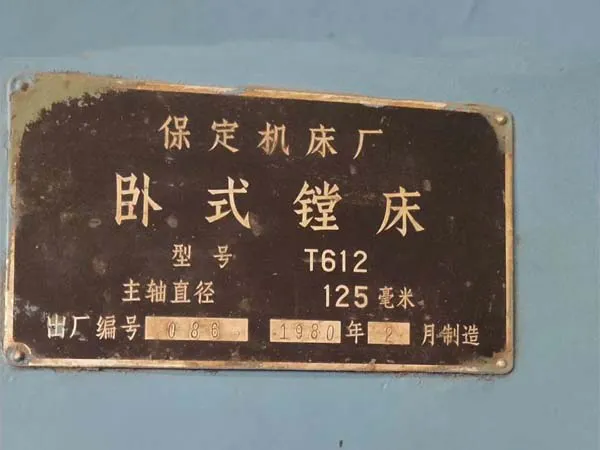 保定机床厂
卧式镗床
型号 T612
主轴直径 125毫米
出厂编号 086 1980年2月制造